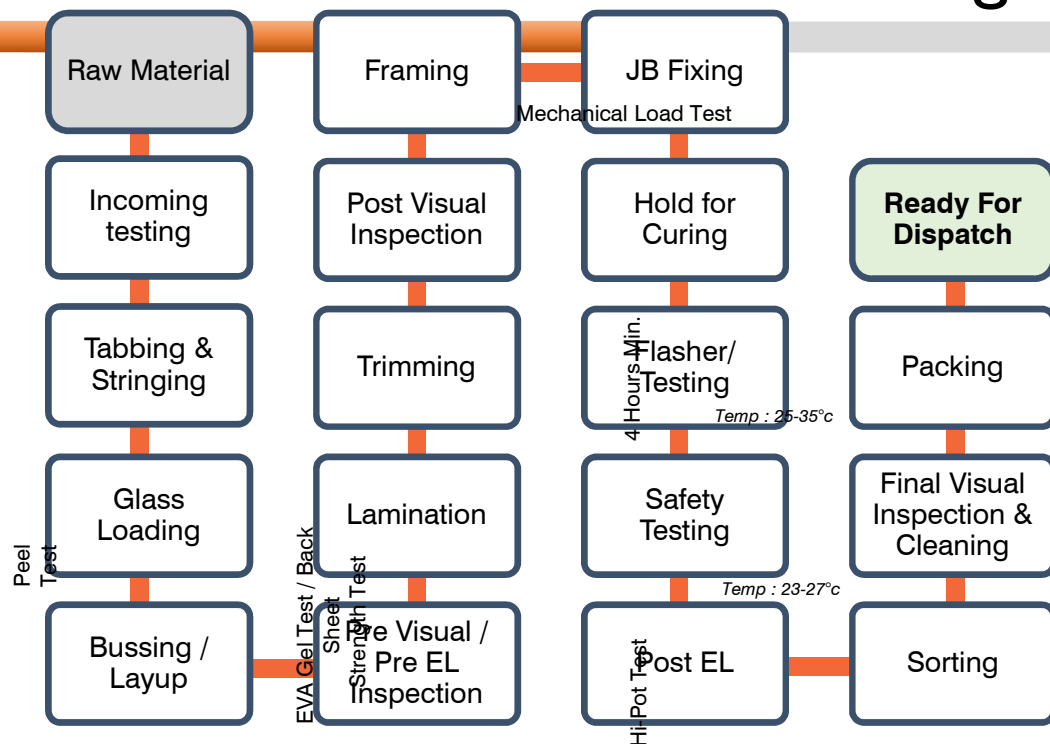 g
Raw Material
Incoming
testing
Tabbing &
Stringing
Glass
Loading
Peel
Test
Bussing /
Layup
Framing
Post Visual
Inspection
Trimming
Lamination
EVA Gel Test / Back
Sheet
Strength Test
Pre Visual /
Pre EL
Inspection
JB Fixing
Mechanical Load Test
Hold for
Curing
4 Hours Min.
Flasher/
Testing
Temp : 25-35°c
Safety
Testing
Temp : 23-27°c
Hi-Pot Test
Post EL
Ready For
Dispatch
Packing
Final Visual
Inspection &
Cleaning
Sorting